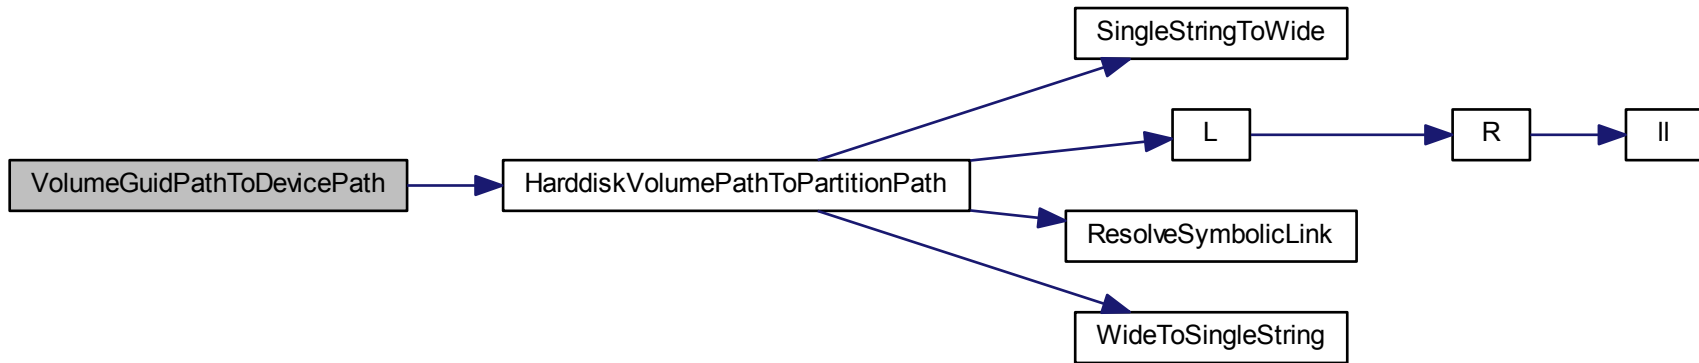 SingleStringToWide
L
R
ll
VolumeGuidPathToDevicePath
HarddiskVolumePathToPartitionPath
ResolveSymbolicLink
WideToSingleString